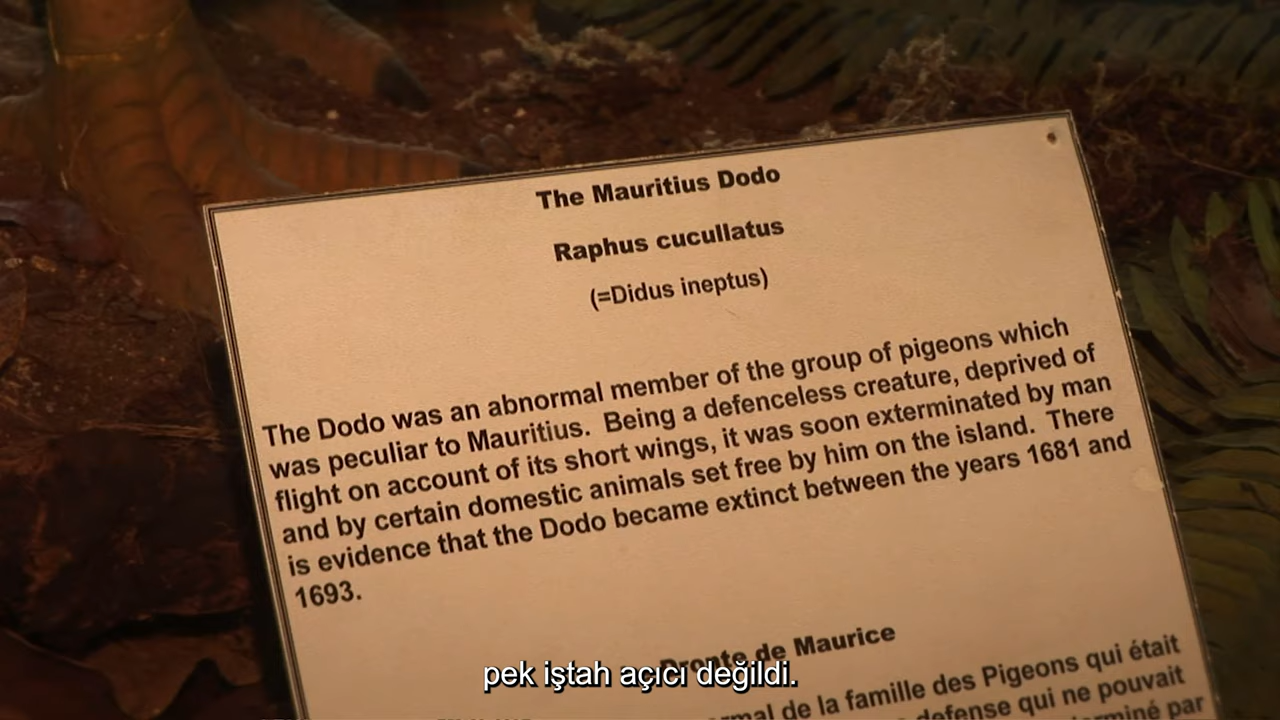 The Mauritius Dodo
Raphus cucullatus
(=Didus ineptus)
The Dodo was an abnormal member of the group of pigeons which
was peculiar to Mauritius. Being a defenceless creature, deprived of
flight on account of its short wings, it was soon exterminated by man
and by certain domestic animals set free by him on the island. There
is evidence that the Dodo became extinct between the years 1681 and
1693.
Dronte de Maurice
pek iştah açıcı değildi.
de la famille des Pigeons qui était
defense qui ne pouvait
par